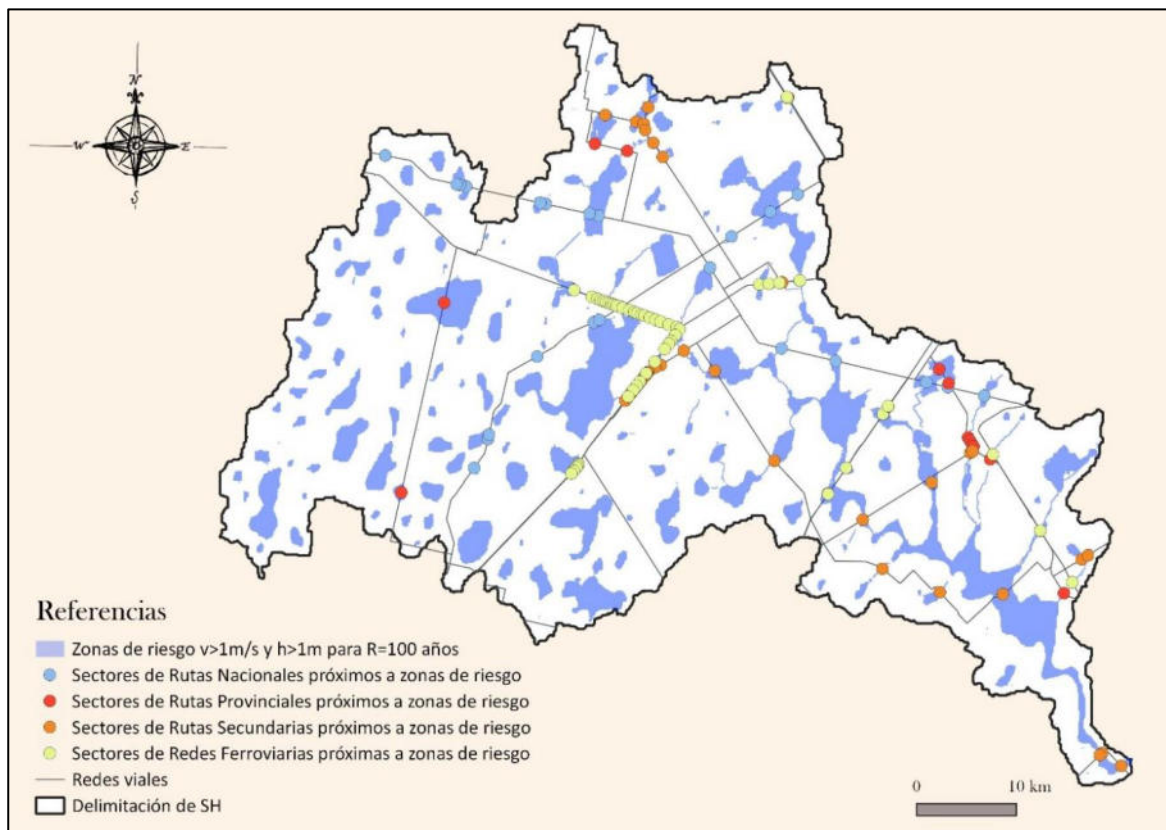 N
W
E
S
Referencias
Zonas de riesgo v>1m/s y h>1m para R=100 años
Sectores de Rutas Nacionales próximos a zonas de riesgo
Sectores de Rutas Provinciales próximos a zonas de riesgo
Sectores de Rutas Secundarias próximos a zonas de riesgo
Sectores de Redes Ferroviarias próximas a zonas de riesgo
Redes viales
Delimitación de SH
0 10 km